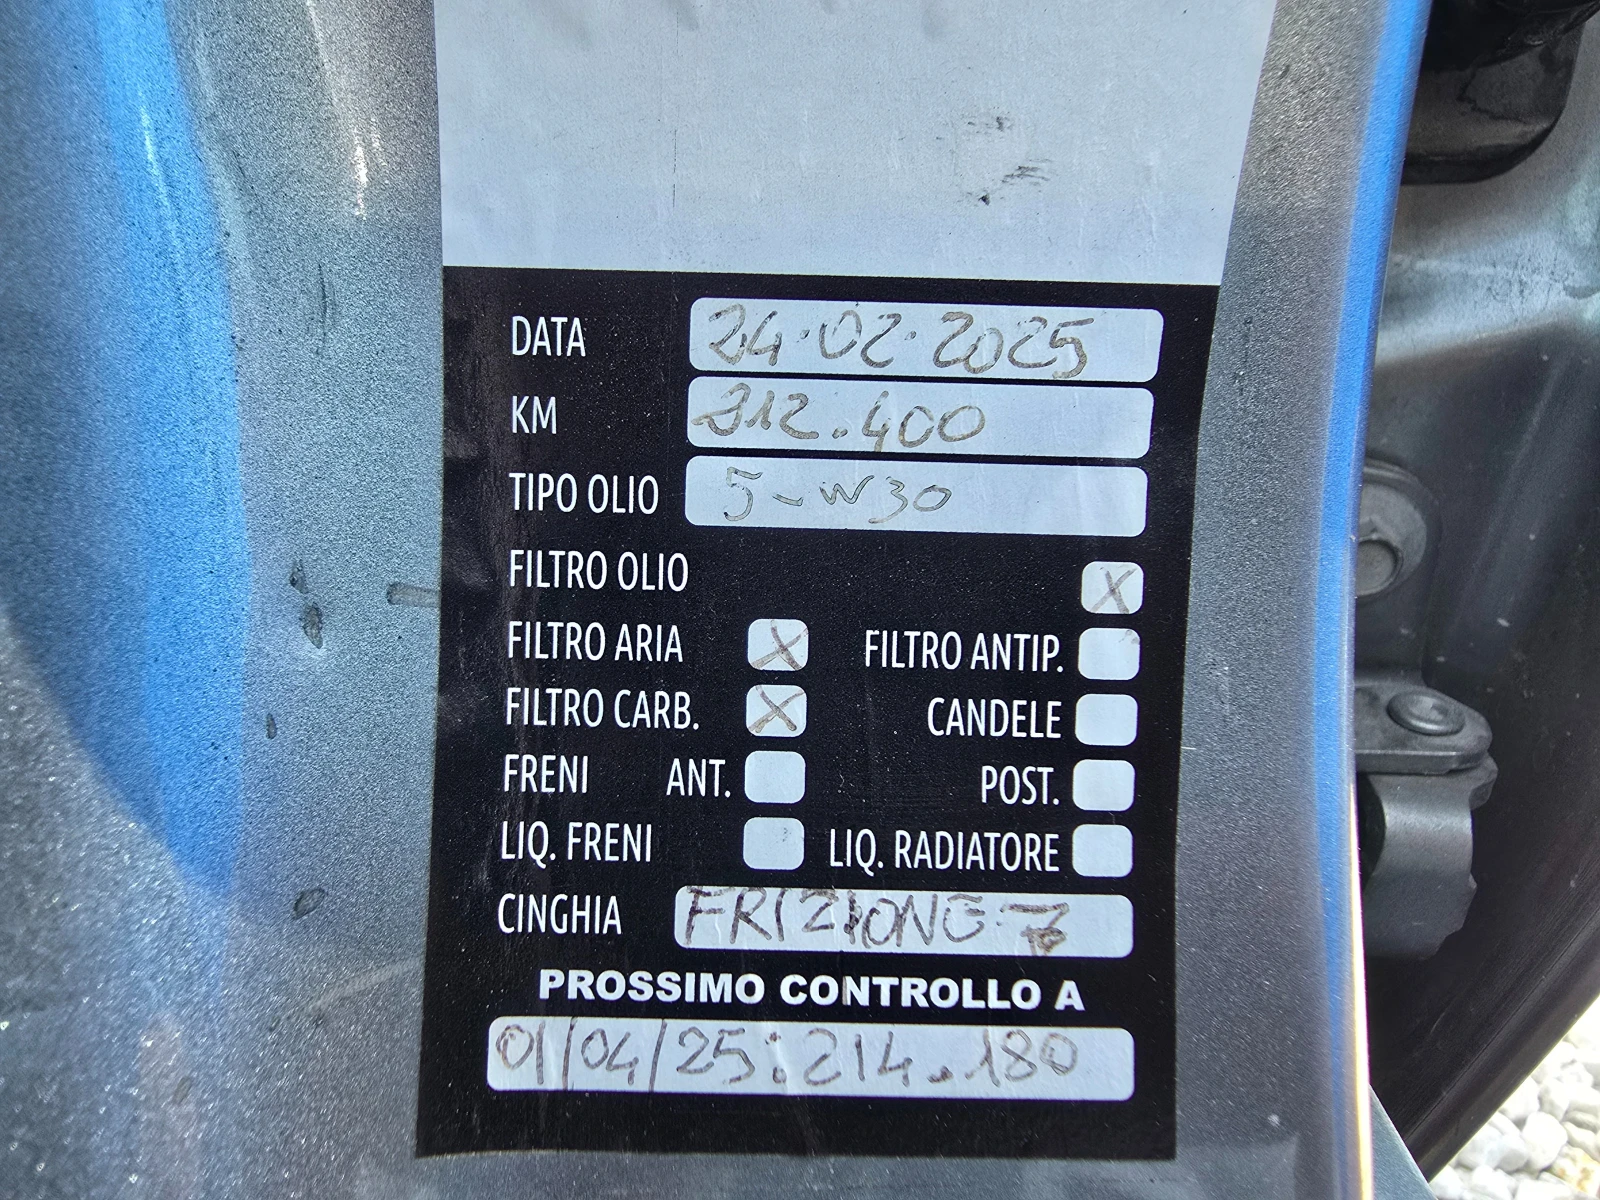 DATA 24.02.2025
KM 212.400
TIPO OLIO 5-W30
FILTRO OLIO X
FILTRO ARIA X FILTRO ANTIP.
FILTRO CARB. X CANDELE
FRENI ANT. POST.
LIQ. FRENI LIQ. RADIATORE
CINGHIA FRIZIONE
PROSSIMO CONTROLLO A
01/04/25: 214.180